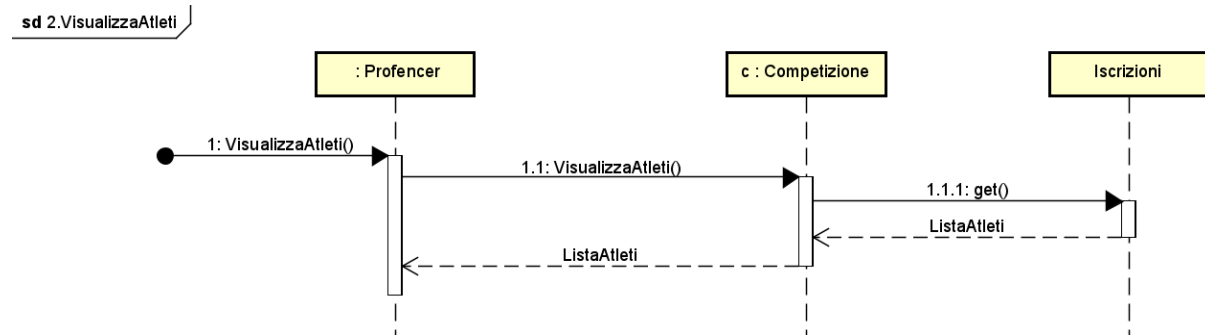 sd 2.VisualizzaAtleti
: Profencer
c : Competizione
Iscrizioni
1: VisualizzaAtleti()
1.1: VisualizzaAtleti()
1.1.1: get()
ListaAtleti
ListaAtleti